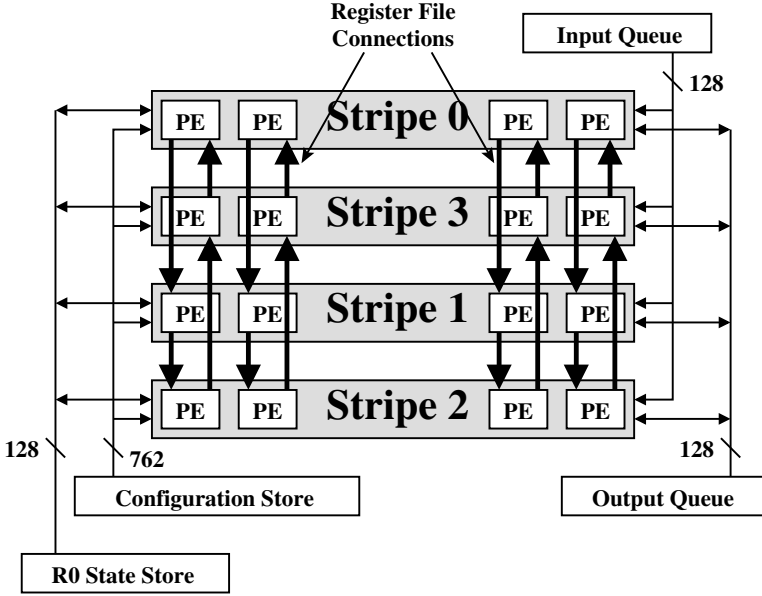 Register File
Connections
Input Queue
128
PE PE Stripe 0 PE PE
PE PE Stripe 3 PE PE
PE PE Stripe 1 PE PE
PE PE Stripe 2 PE PE
128
762
128
Configuration Store
Output Queue
R0 State Store